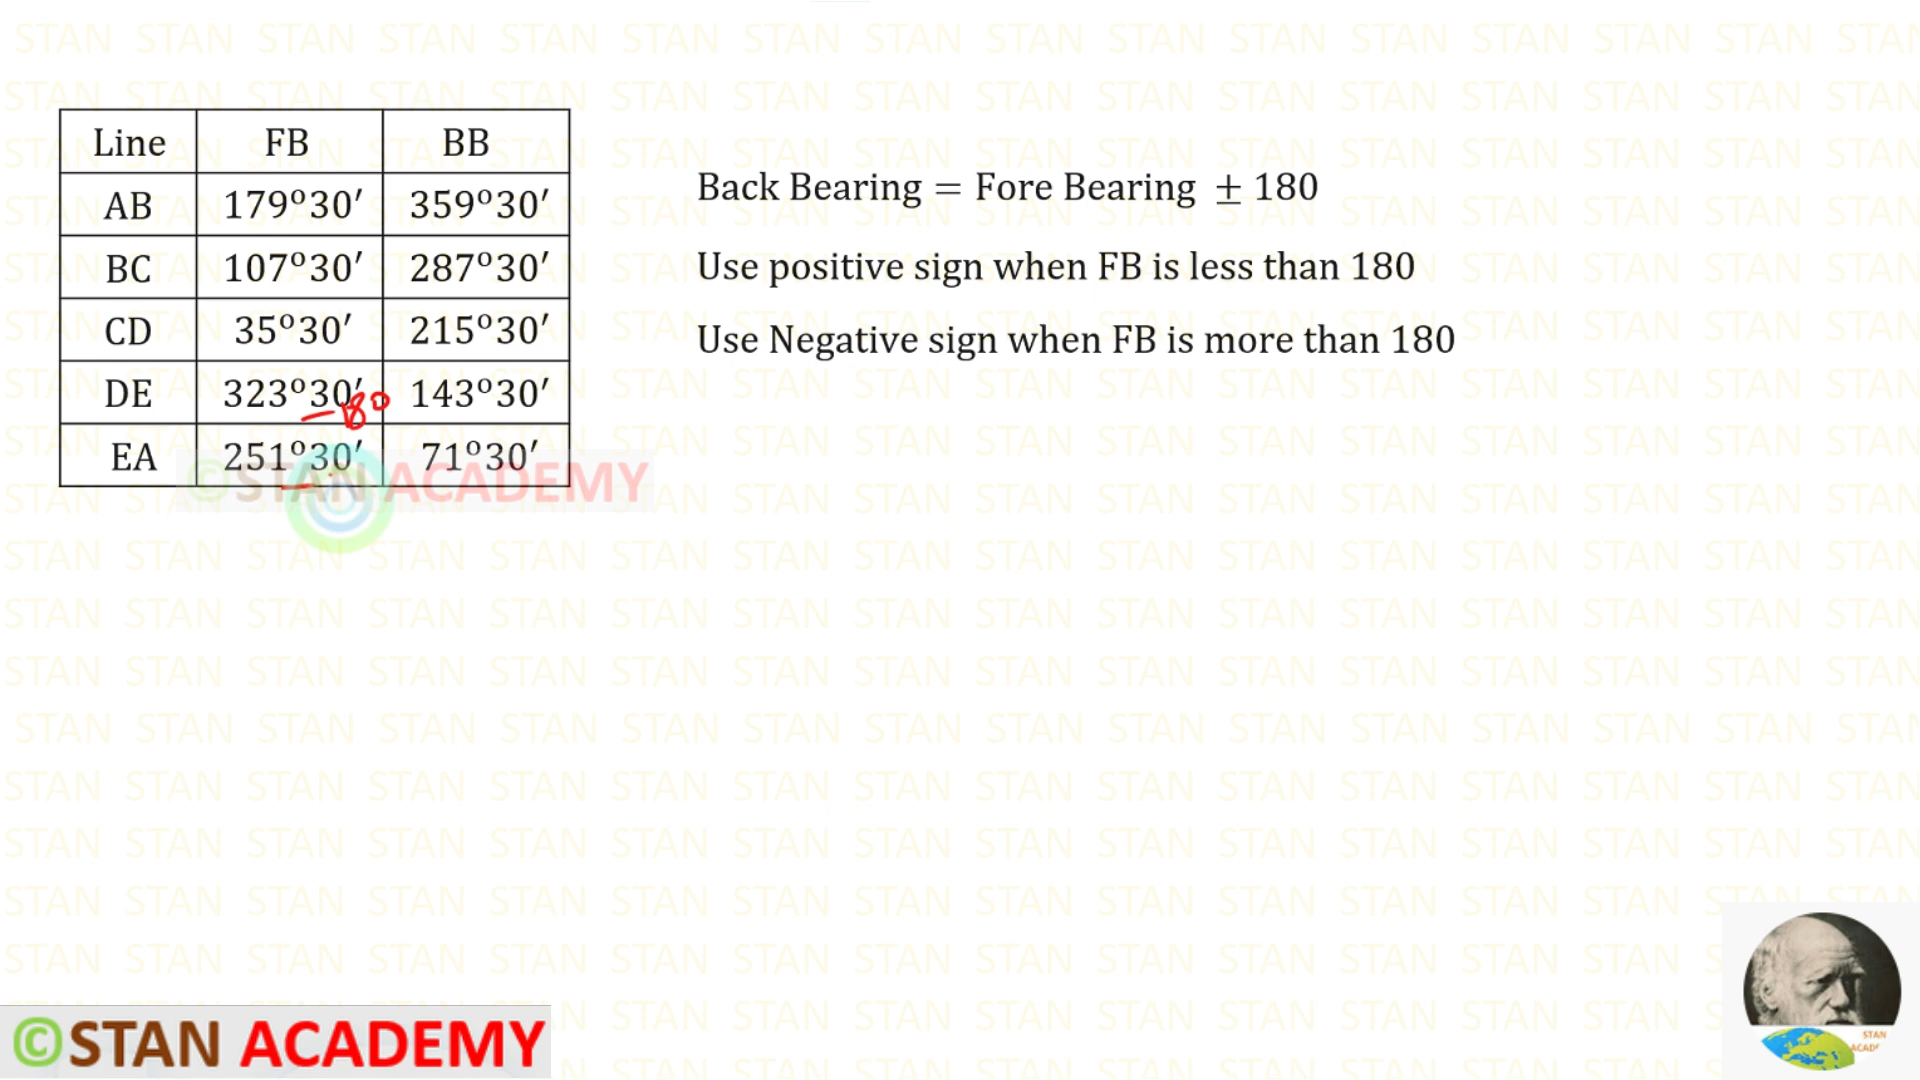 Line FB BB
AB 179°30′ 359°30′
BC 107°30′ 287°30′
CD 35°30′ 215°30′
DE 323°30′ 143°30′
−180
EA 251°30′ 71°30′
Back Bearing = Fore Bearing ± 180
Use positive sign when FB is less than 180
Use Negative sign when FB is more than 180
©STAN ACADEMY
©STAN ACADEMY
STAN